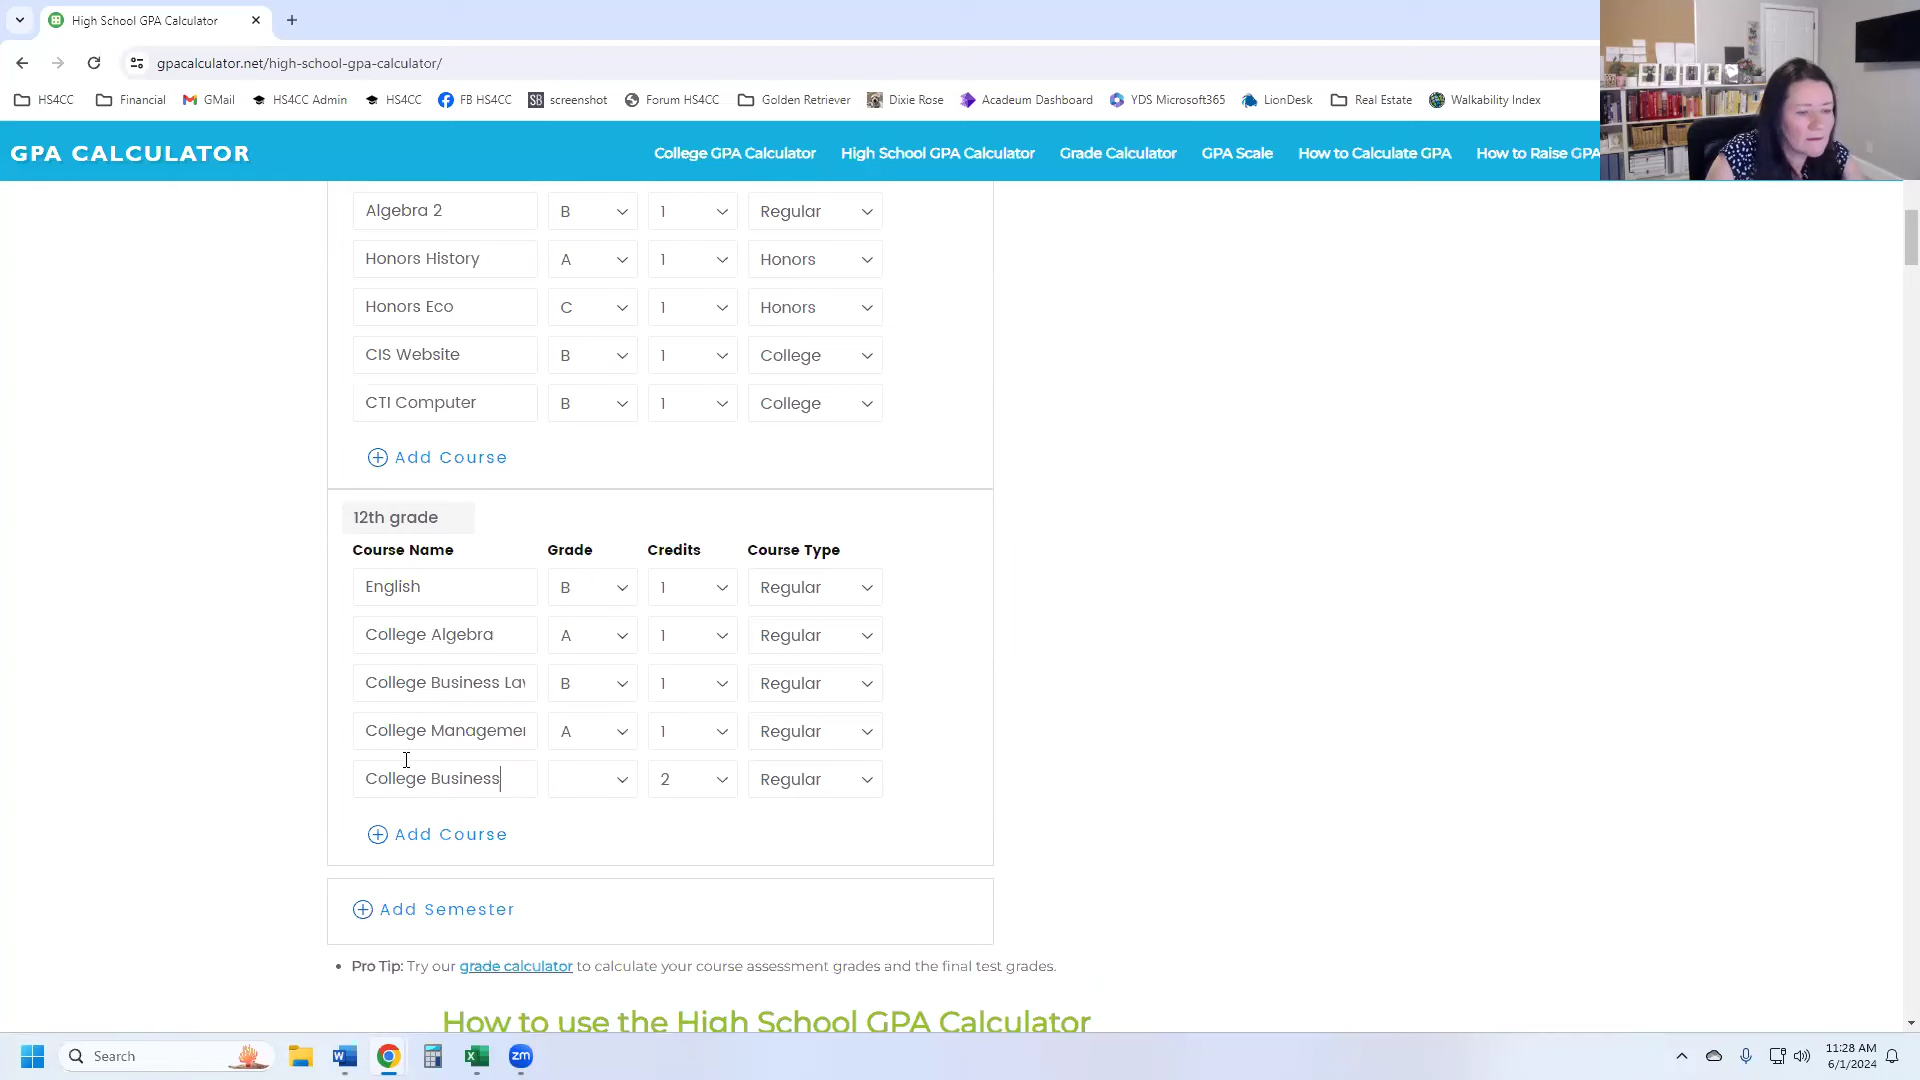 High School GPA Calculator
gpacalculator.net/high-school-gpa-calculator/
HS4CC Financial GMail HS4CC Admin HS4CC FB HS4CC SB screenshot Forum HS4CC Golden Retriever Dixie Rose Acadeum Dashboard YDS Microsoft365 LionDesk Real Estate Walkability Index
GPA CALCULATOR College GPA Calculator High School GPA Calculator Grade Calculator GPA Scale How to Calculate GPA How to Raise GPA
Algebra 2 B 1 Regular
Honors History A 1 Honors
Honors Eco C 1 Honors
CIS Website B 1 College
CTI Computer B 1 College
Add Course
12th grade
Course Name Grade Credits Course Type
English B 1 Regular
College Algebra A 1 Regular
College Business Law B 1 Regular
College Managemen A 1 Regular
College Business 2 Regular
Add Course
Add Semester
• Pro Tip: Try our grade calculator to calculate your course assessment grades and the final test grades.
How to use the High School GPA Calculator
Search zm 11:28 AM
6/1/2024